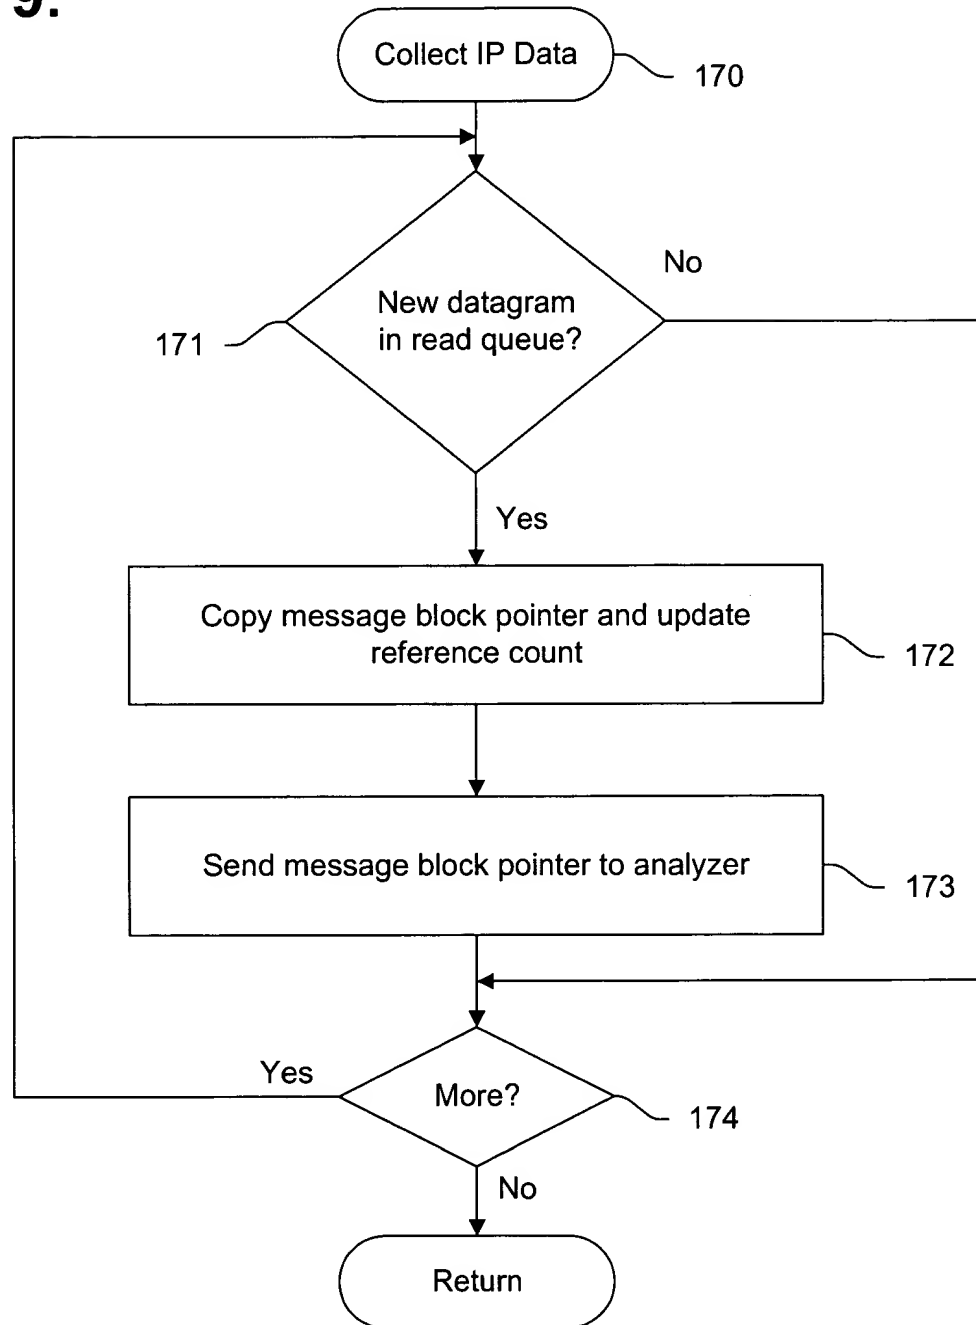 9.
Collect IP Data
170
No
New datagram
in read queue?
171
Yes
Copy message block pointer and update
reference count
172
Send message block pointer to analyzer
173
Yes
More?
174
No
Return